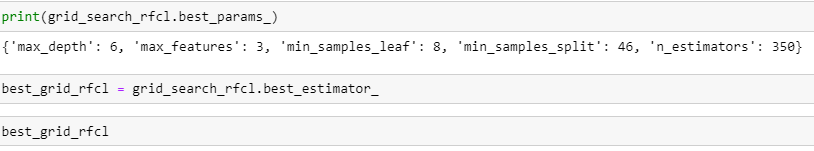 print(grid_search_rfcl.best_params_)
{'max_depth': 6, 'max_features': 3, 'min_samples_leaf': 8, 'min_samples_split': 46, 'n_estimators': 350}
best_grid_rfcl = grid_search_rfcl.best_estimator_
best_grid_rfcl